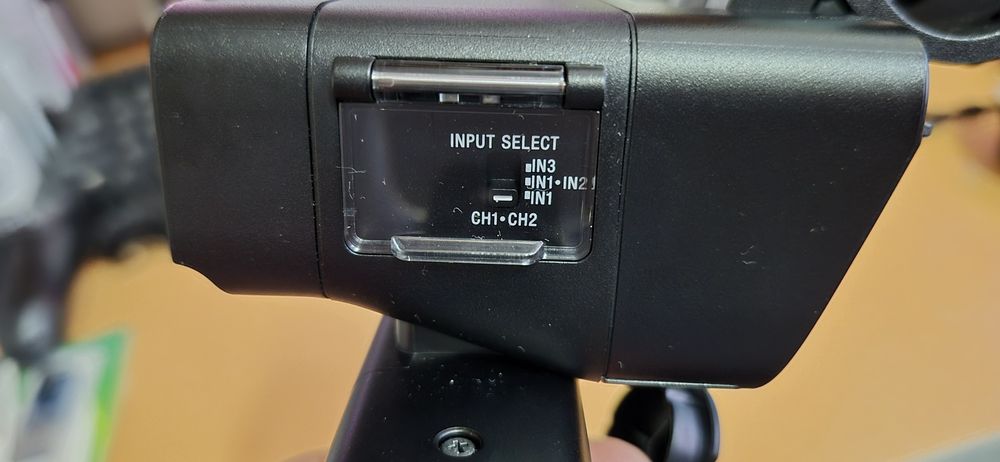 INPUT SELECT
IN3
IN1•IN2
IN1
CH1•CH2